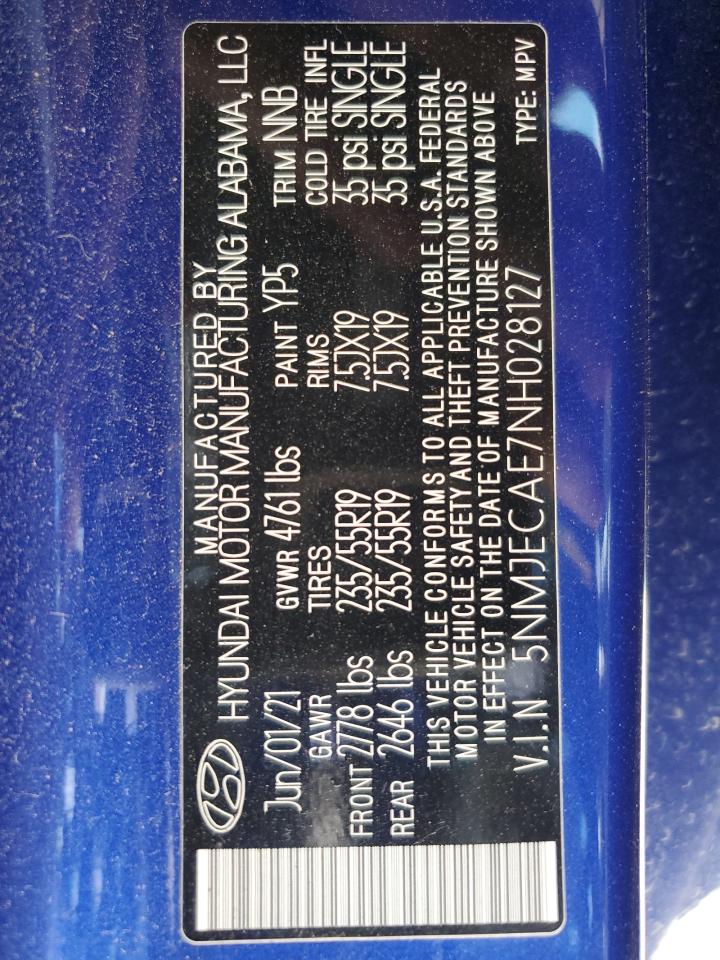 MANUFACTURED BY
HYUNDAI MOTOR MANUFACTURING ALABAMA, LLC
Jun/01/21 GVWR 4761 lbs PAINT YP5 TRIM NNB
GAWR TIRES RIMS COLD TIRE INFL
FRONT 2778 lbs 235/55R19 7.5JX19 35 psi SINGLE
REAR 2646 lbs 235/55R19 7.5JX19 35 psi SINGLE
THIS VEHICLE CONFORMS TO ALL APPLICABLE U.S.A. FEDERAL
MOTOR VEHICLE SAFETY AND THEFT PREVENTION STANDARDS
IN EFFECT ON THE DATE OF MANUFACTURE SHOWN ABOVE
V.I.N 5NMJECAE7NH028127 TYPE: MPV